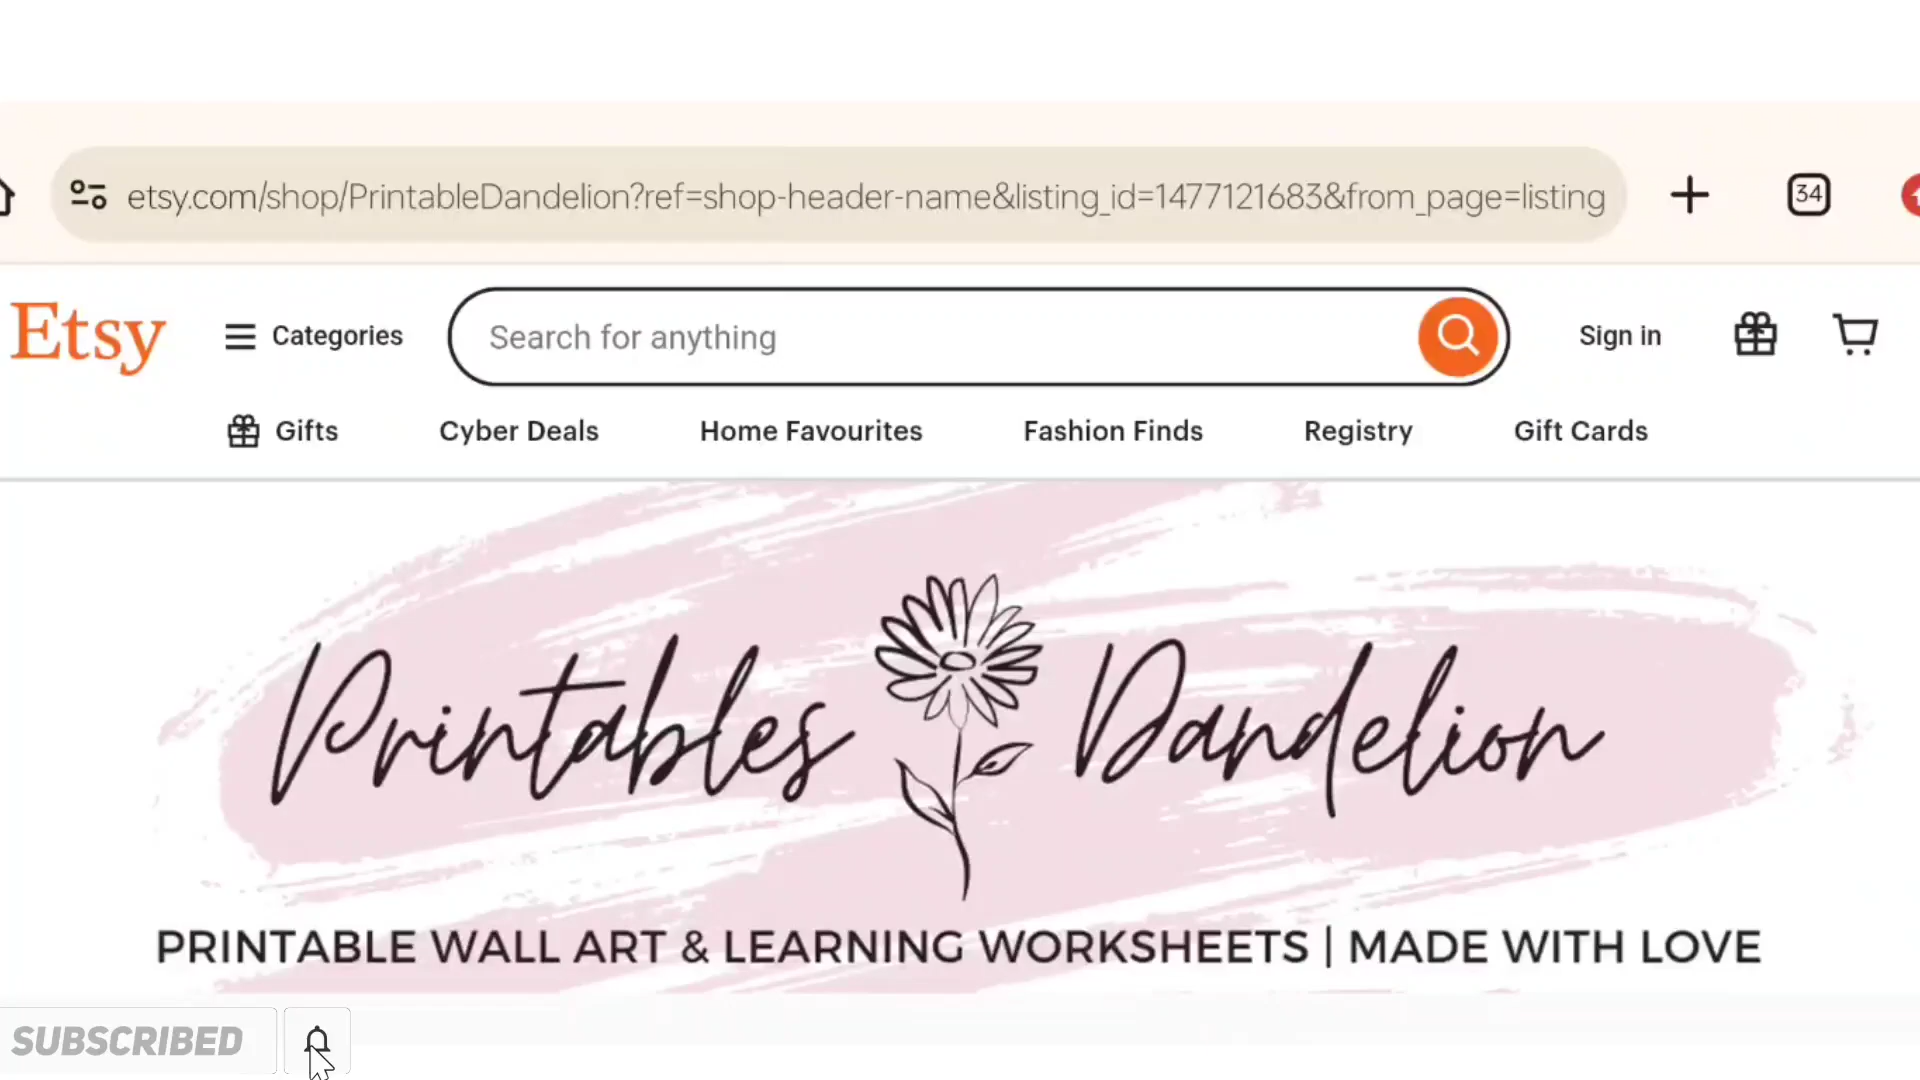 etsy.com/shop/PrintableDandelion?ref=shop-header-name&listing_id=1477121683&from_page=listing
34
Etsy
Categories
Search for anything
Sign in
Gifts
Cyber Deals
Home Favourites
Fashion Finds
Registry
Gift Cards
Printables Dandelion
PRINTABLE WALL ART & LEARNING WORKSHEETS | MADE WITH LOVE
SUBSCRIBED